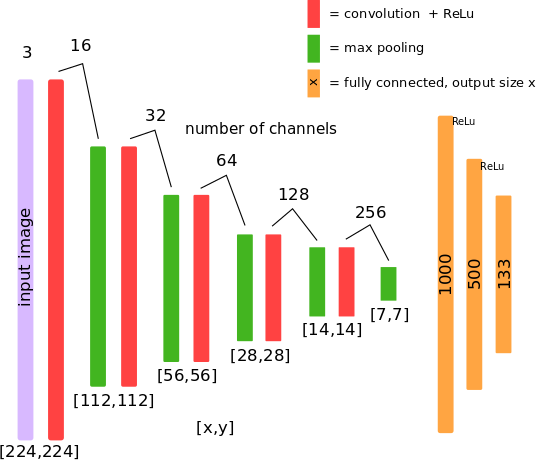 = convolution + ReLu
= max pooling
x = fully connected, output size x
3
16
32
number of channels
64
128
256
ReLu
ReLu
input image
1000
500
133
[7,7]
[14,14]
[28,28]
[56,56]
[112,112]
[x,y]
[224,224]